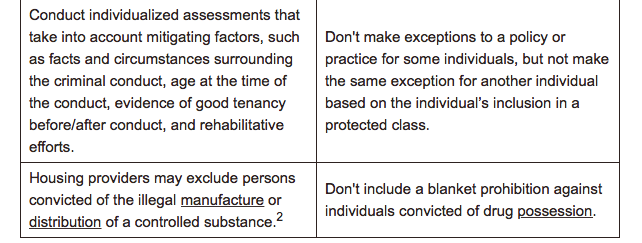 Conduct individualized assessments that
take into account mitigating factors, such
as facts and circumstances surrounding
the criminal conduct, age at the time of
the conduct, evidence of good tenancy
before/after conduct, and rehabilitative
efforts.
Don't make exceptions to a policy or
practice for some individuals, but not make
the same exception for another individual
based on the individual’s inclusion in a
protected class.
Housing providers may exclude persons
convicted of the illegal manufacture or
distribution of a controlled substance.2
Don't include a blanket prohibition against
individuals convicted of drug possession.